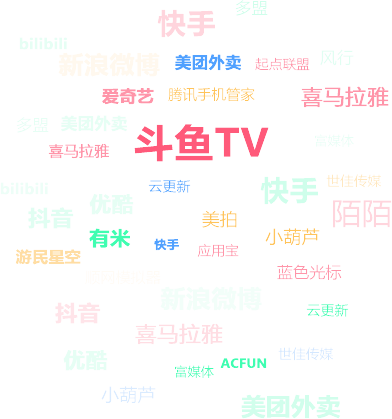 多盟
快手
bilibili
新浪微博
美团外卖
起点联盟
风行
爱奇艺
腾讯手机管家
喜马拉雅
多盟
美团外卖
喜马拉雅
斗鱼TV
富媒体
bilibili
云更新
快手
世佳传媒
抖音
优酷
美拍
陌陌
有米
快手
应用宝
小葫芦
游民星空
蓝色光标
抖音
新浪微博
云更新
喜马拉雅
优酷
富媒体
ACFUN
世佳传媒
小葫芦
美团外卖